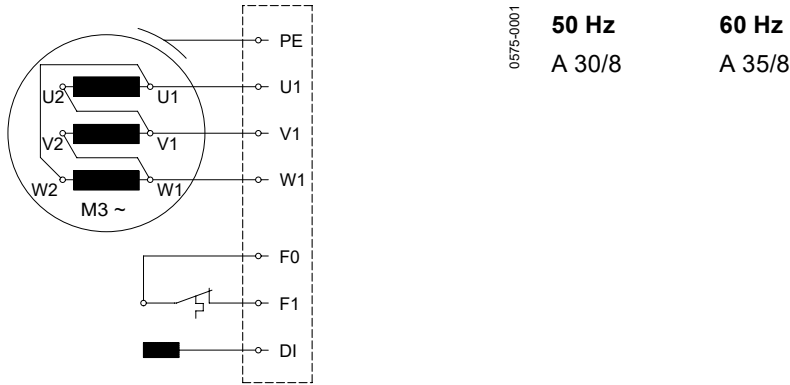 PE
U2 U1 U1
V2 V1 V1
W2 W1 W1
M3 ~
F0
F1
DI
0575-0001
50 Hz 60 Hz
A 30/8 A 35/8